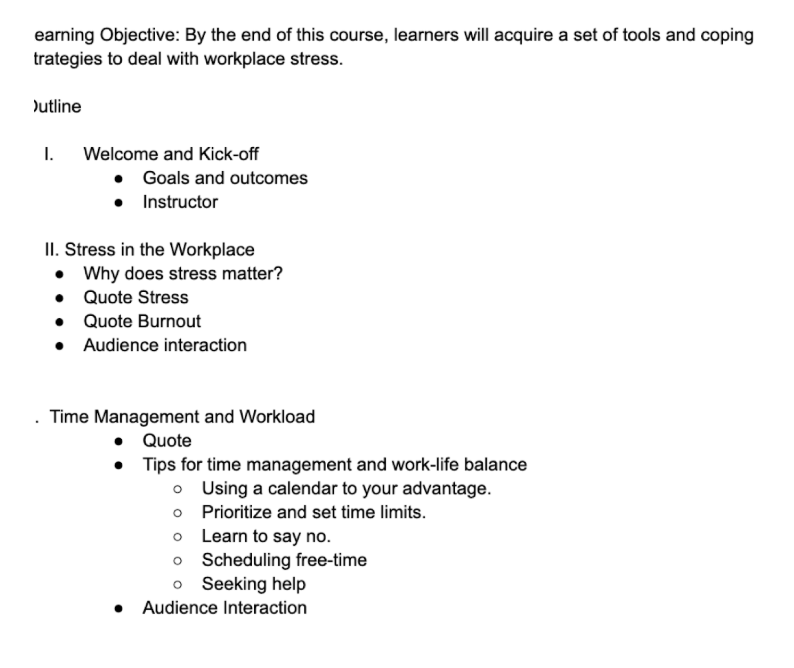 earning Objective: By the end of this course, learners will acquire a set of tools and coping
trategies to deal with workplace stress.
utline
I. Welcome and Kick-off
● Goals and outcomes
● Instructor
II. Stress in the Workplace
● Why does stress matter?
● Quote Stress
● Quote Burnout
● Audience interaction
. Time Management and Workload
● Quote
● Tips for time management and work-life balance
○ Using a calendar to your advantage.
○ Prioritize and set time limits.
○ Learn to say no.
○ Scheduling free-time
○ Seeking help
● Audience Interaction